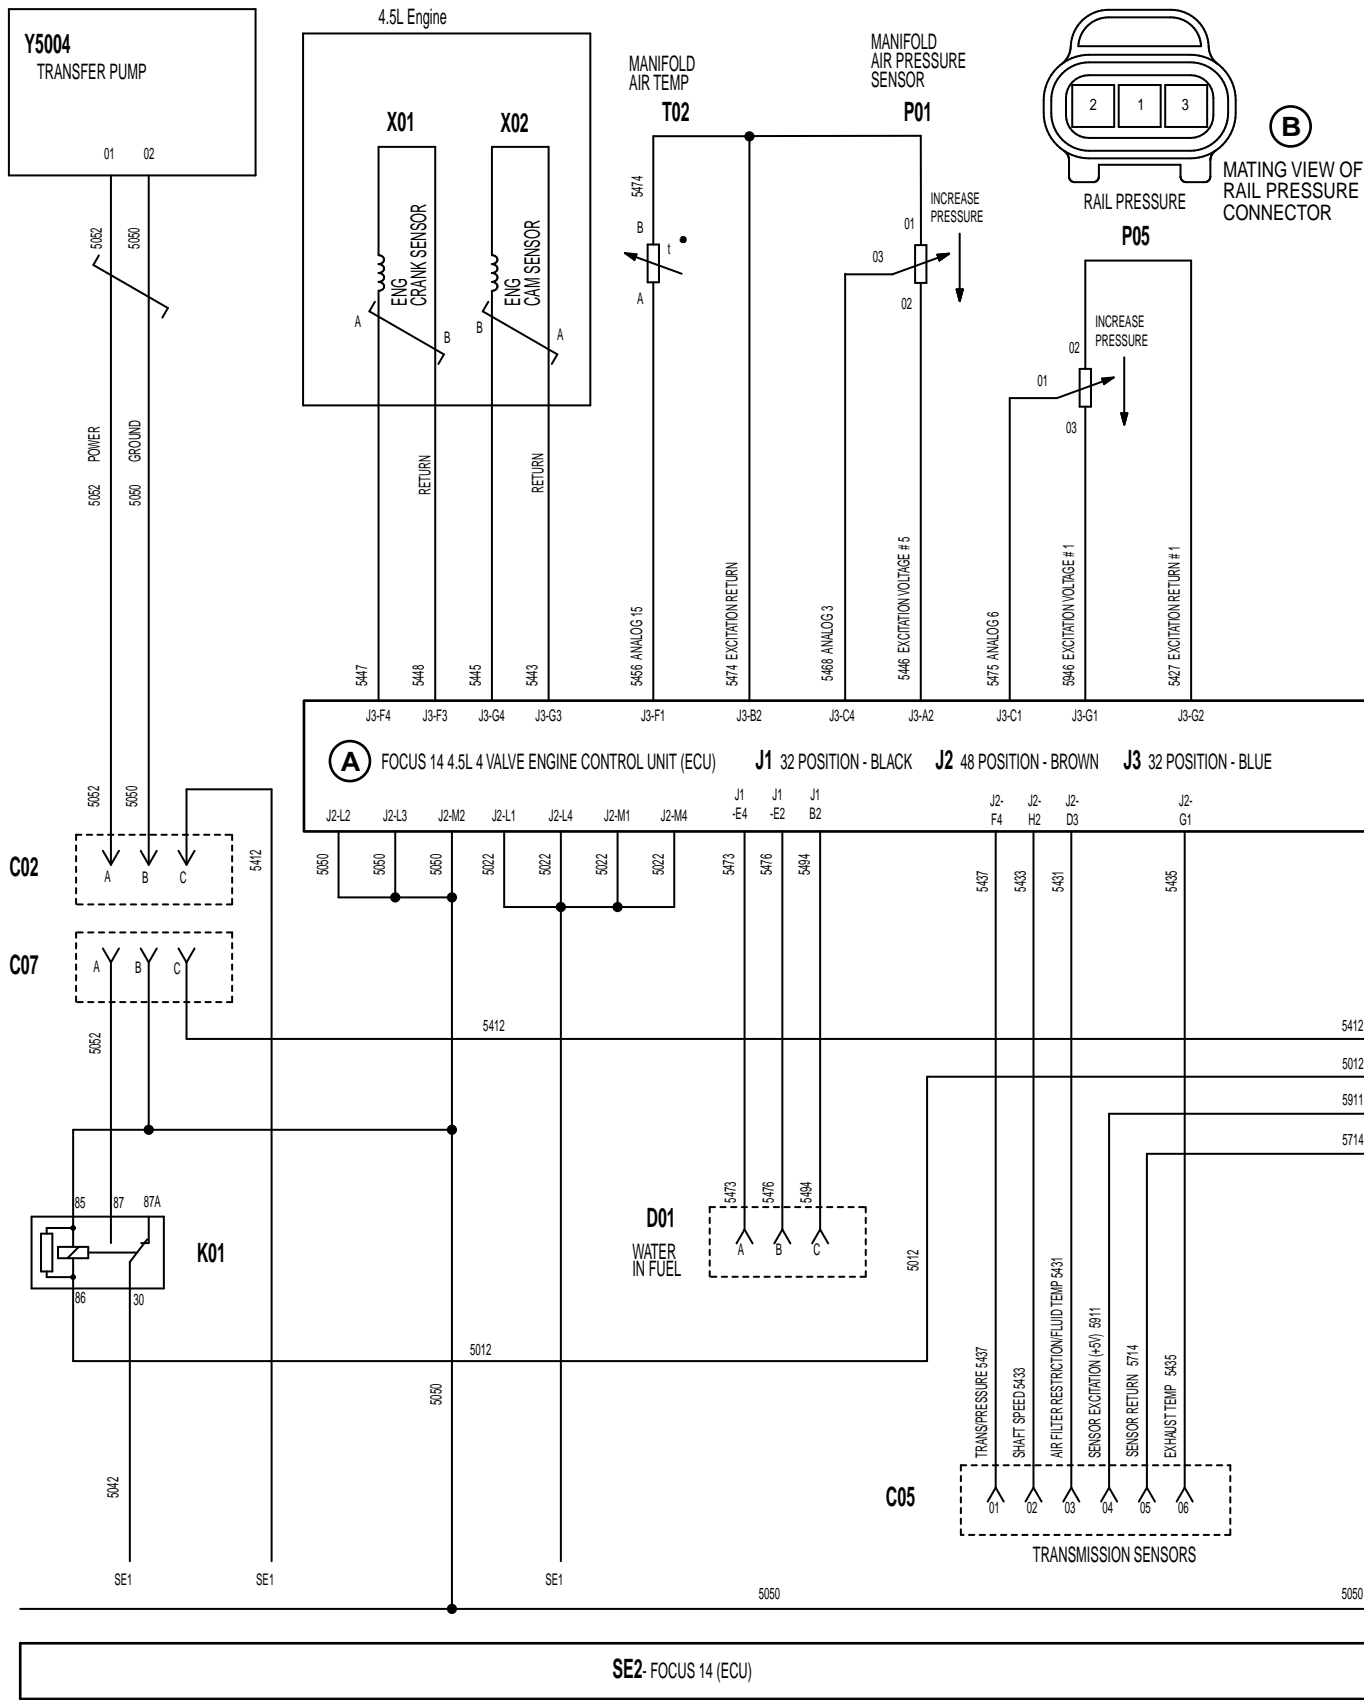 4.5L Engine
Y5004
TRANSFER PUMP
01 02
5052 5050
5052 POWER
5050 GROUND
5052
5050
X01
ENG
CRANK SENSOR
A B
X02
ENG
CAM SENSOR
B A
RETURN
RETURN
5447
5448
5445
5443
MANIFOLD
AIR TEMP
T02
5474
B
t
A
5456 ANALOG 15
5474 EXCITATION RETURN
MANIFOLD
AIR PRESSURE
SENSOR
P01
INCREASE
PRESSURE
01
03
02
5468 ANALOG 3
5446 EXCITATION VOLTAGE # 5
2 1 3
B
MATING VIEW OF
RAIL PRESSURE
CONNECTOR
RAIL PRESSURE
P05
INCREASE
PRESSURE
02
01
03
5475 ANALOG 6
5946 EXCITATION VOLTAGE # 1
5427 EXCITATION RETURN # 1
J3-F4 J3-F3 J3-G4 J3-G3 J3-F1 J3-B2 J3-C4 J3-A2 J3-C1 J3-G1 J3-G2
A FOCUS 14 4.5L 4 VALVE ENGINE CONTROL UNIT (ECU) J1 32 POSITION - BLACK J2 48 POSITION - BROWN J3 32 POSITION - BLUE
J2-L2 J2-L3 J2-M2 J2-L1 J2-L4 J2-M1 J2-M4
J1
-E4
J1
-E2
J1
B2
J2-
F4
J2-
H2
J2-
D3
J2-
G1
5050 5050 5050 5022 5022 5022 5022 5473 5476 5494 5437 5433 5431 5435
C02
A B C
5412
C07
A B C
5052
5412 5412
5012
5911
5714
85 87 87A
K01
86 30
5012
5012
5050
5042
D01
WATER
IN FUEL
5473 5476 5494
A B C
TRANS/PRESSURE 5437
SHAFT SPEED 5433
AIR FILTER RESTRICTION/FLUID TEMP 5431
SENSOR EXCITATION (+5V) 5911
SENSOR RETURN 5714
EXHAUST TEMP 5435
C05
01 02 03 04 05 06
TRANSMISSION SENSORS
SE1 SE1 SE1
5050 5050
SE2- FOCUS 14 (ECU)